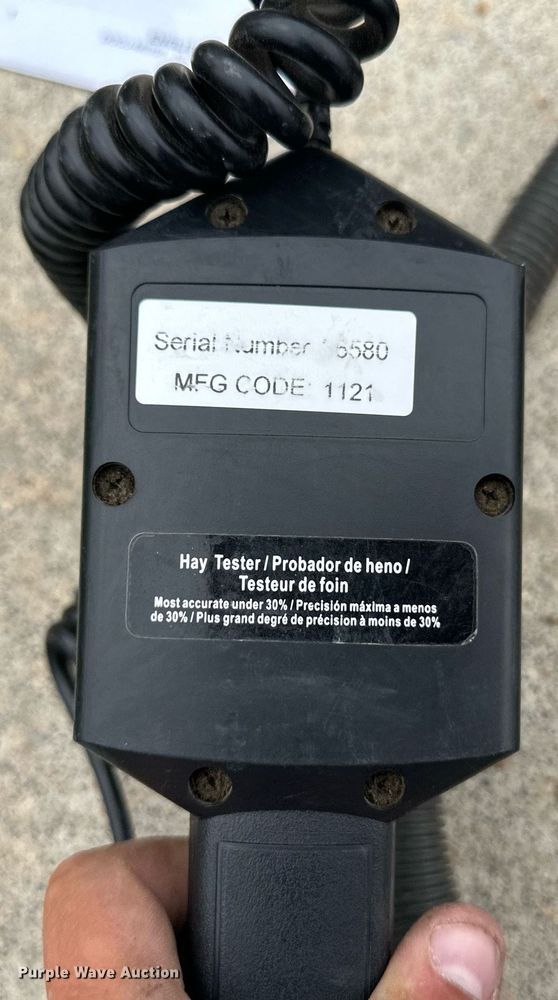 Serial Number 6580
MFG CODE: 1121
Hay Tester / Probador de heno /
Testeur de foin
Most accurate under 30% / Precisión máxima a menos
de 30% / Plus grand degré de précision à moins de 30%
Purple Wave Auction